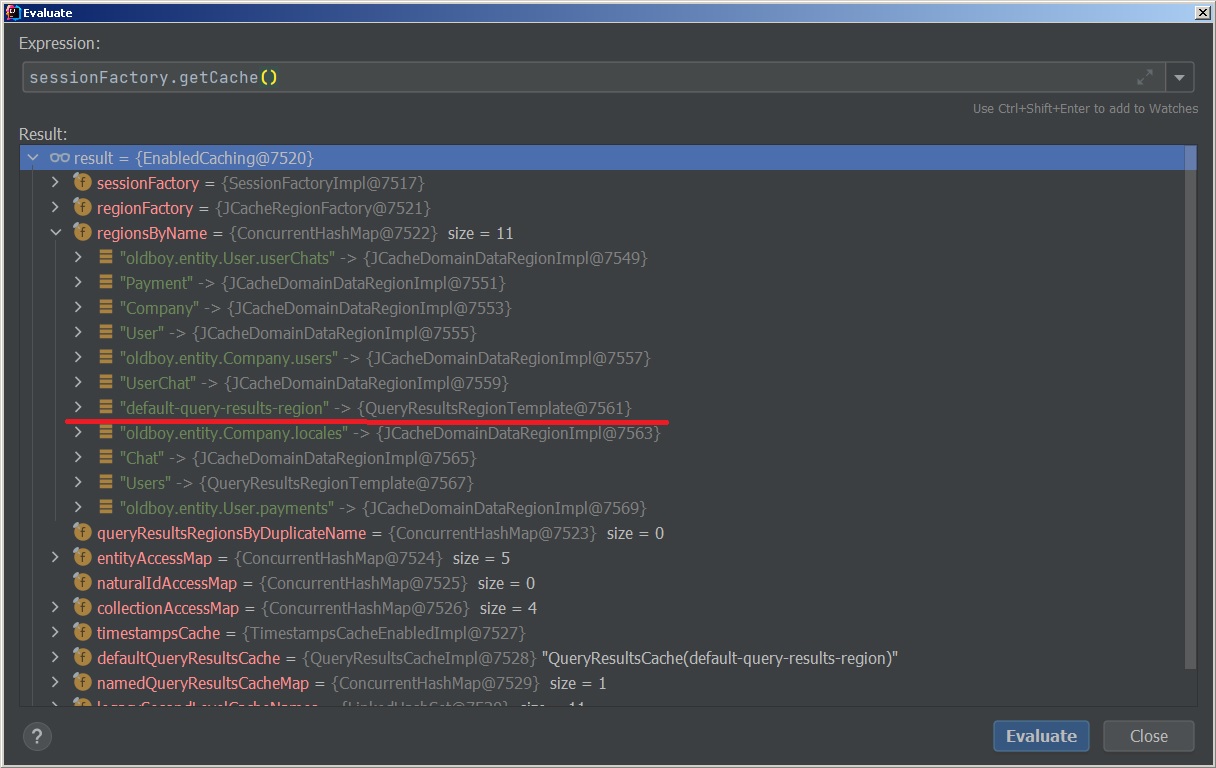 Evaluate
Expression:
sessionFactory.getCache()
Use Ctrl+Shift+Enter to add to Watches
Result:
result = {EnabledCaching@7520}
sessionFactory = {SessionFactoryImpl@7517}
regionFactory = {JCacheRegionFactory@7521}
regionsByName = {ConcurrentHashMap@7522} size = 11
"oldboy.entity.User.userChats" -> {JCacheDomainDataRegionImpl@7549}
"Payment" -> {JCacheDomainDataRegionImpl@7551}
"Company" -> {JCacheDomainDataRegionImpl@7553}
"User" -> {JCacheDomainDataRegionImpl@7555}
"oldboy.entity.Company.users" -> {JCacheDomainDataRegionImpl@7557}
"UserChat" -> {JCacheDomainDataRegionImpl@7559}
"default-query-results-region" -> {QueryResultsRegionTemplate@7561}
"oldboy.entity.Company.locales" -> {JCacheDomainDataRegionImpl@7563}
"Chat" -> {JCacheDomainDataRegionImpl@7565}
"Users" -> {QueryResultsRegionTemplate@7567}
"oldboy.entity.User.payments" -> {JCacheDomainDataRegionImpl@7569}
queryResultsRegionsByDuplicateName = {ConcurrentHashMap@7523} size = 0
entityAccessMap = {ConcurrentHashMap@7524} size = 5
naturalIdAccessMap = {ConcurrentHashMap@7525} size = 0
collectionAccessMap = {ConcurrentHashMap@7526} size = 4
timestampsCache = {TimestampsCacheEnabledImpl@7527}
defaultQueryResultsCache = {QueryResultsCacheImpl@7528} "QueryResultsCache(default-query-results-region)"
namedQueryResultsCacheMap = {ConcurrentHashMap@7529} size = 1
? Evaluate Close